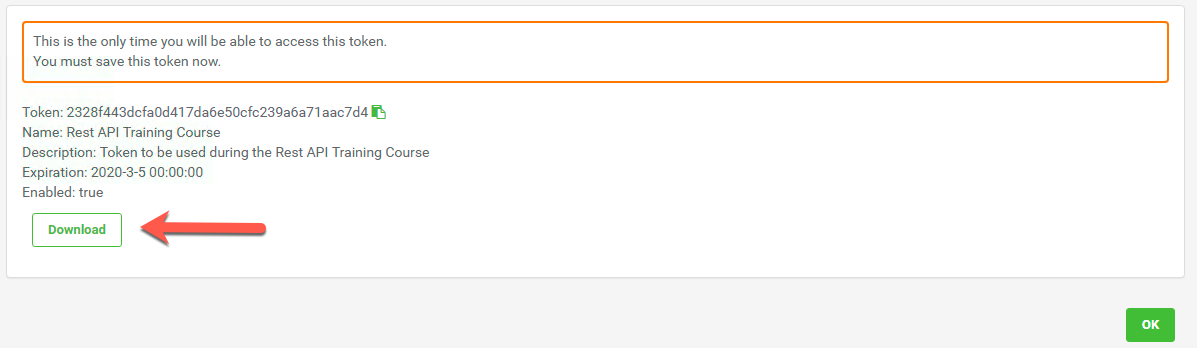 This is the only time you will be able to access this token.
You must save this token now.
Token: 2328f443dcfa0d417da6e50cfc239a6a71aac7d4
Name: Rest API Training Course
Description: Token to be used during the Rest API Training Course
Expiration: 2020-3-5 00:00:00
Enabled: true
Download
OK